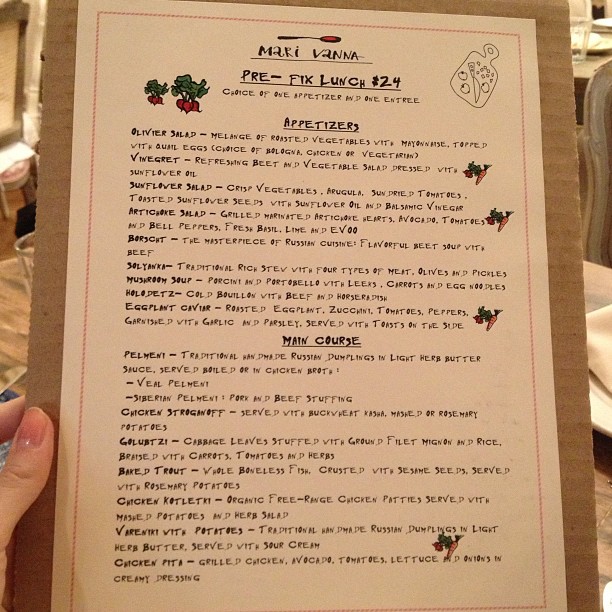 Mari Vanna
Pre- Fix Lunch $24
Choice of one appetizer and one entree
Appetizers
Olivier Salad – Melange of roasted vegetables with mayonnaise, topped
with quail eggs (choice of bologna, chicken or vegetarian)
Vinegret – Refreshing Beet and Vegetable Salad dressed with
sunflower oil
Sunflower Salad – Crisp Vegetables, Arugula, Sun.dried Tomatoes,
Toasted Sunflower Seeds with Sunflower Oil and Balsamic Vinegar
Artichoke Salad – Grilled marinated artichoke hearts, avocado, Tomatoes
and Bell Peppers, Fresh Basil, Lime and EVOO
Borscht – the masterpiece of Russian cuisine: Flavorful beet soup with
beef
Solyanka– Traditional rich stew with four types of meat, olives and pickles
Mushroom Soup – Porcini and Portobello with Leeks, Carrots and egg noodles
Holodetz– Cold Bouillon with Beef and Horseradish
Eggplant Caviar – Roasted Eggplant, Zucchini, Tomatoes, Peppers,
Garnished with Garlic and Parsley, Served with Toasts on the side
Main Course
Pelmeni – Traditional handmade Russian Dumplings in Light herb butter
sauce, served boiled or in chicken broth :
– Veal Pelmeni
–Siberian Pelmeni: Pork and Beef Stuffing
Chicken Stroganoff – served with buckwheat kasha, mashed or rosemary
potatoes
Golubtzi – Cabbage Leaves Stuffed with Ground Filet Mignon and Rice,
Braised with Carrots, Tomatoes and herbs
Baked Trout – Whole Boneless Fish, Crusted with Sesame Seeds, Served
with Rosemary Potatoes
Chicken Kotletki – Organic Free-Range Chicken Patties served with
mashed potatoes and herb salad
Vareniki with Potatoes – Traditional handmade Russian Dumplings in Light
Herb Butter, Served with Sour Cream
Chicken Pita – grilled chicken, avocado, tomatoes, lettuce and onions in
creamy dressing